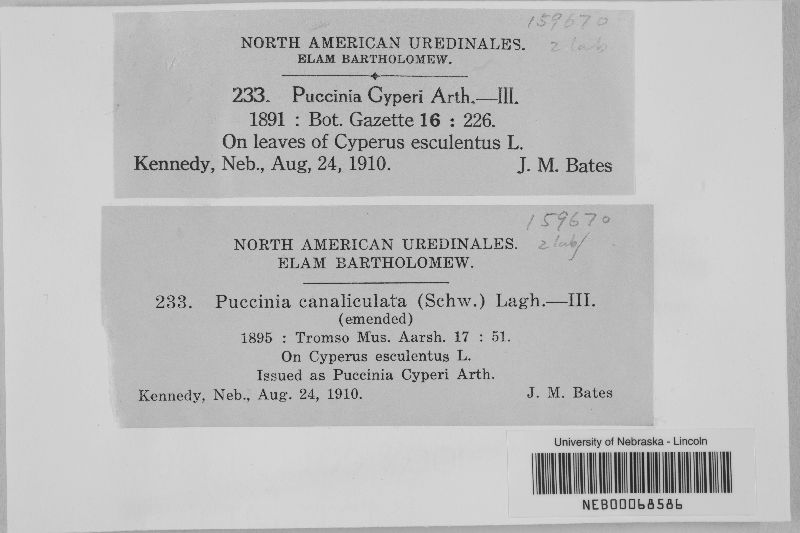 159670
2 lab
NORTH AMERICAN UREDINALES.
ELAM BARTHOLOMEW.
233. Puccinia Cyperi Arth.—III.
1891 : Bot. Gazette 16 : 226.
On leaves of Cyperus esculentus L.
Kennedy, Neb., Aug, 24, 1910. J. M. Bates
159670
2 lab/
NORTH AMERICAN UREDINALES.
ELAM BARTHOLOMEW.
233. Puccinia canaliculata (Schw.) Lagh.—III.
(emended)
1895 : Tromso Mus. Aarsh. 17 : 51.
On Cyperus esculentus L.
Issued as Puccinia Cyperi Arth.
Kennedy, Neb., Aug. 24, 1910. J. M. Bates
University of Nebraska - Lincoln
NEB00068586